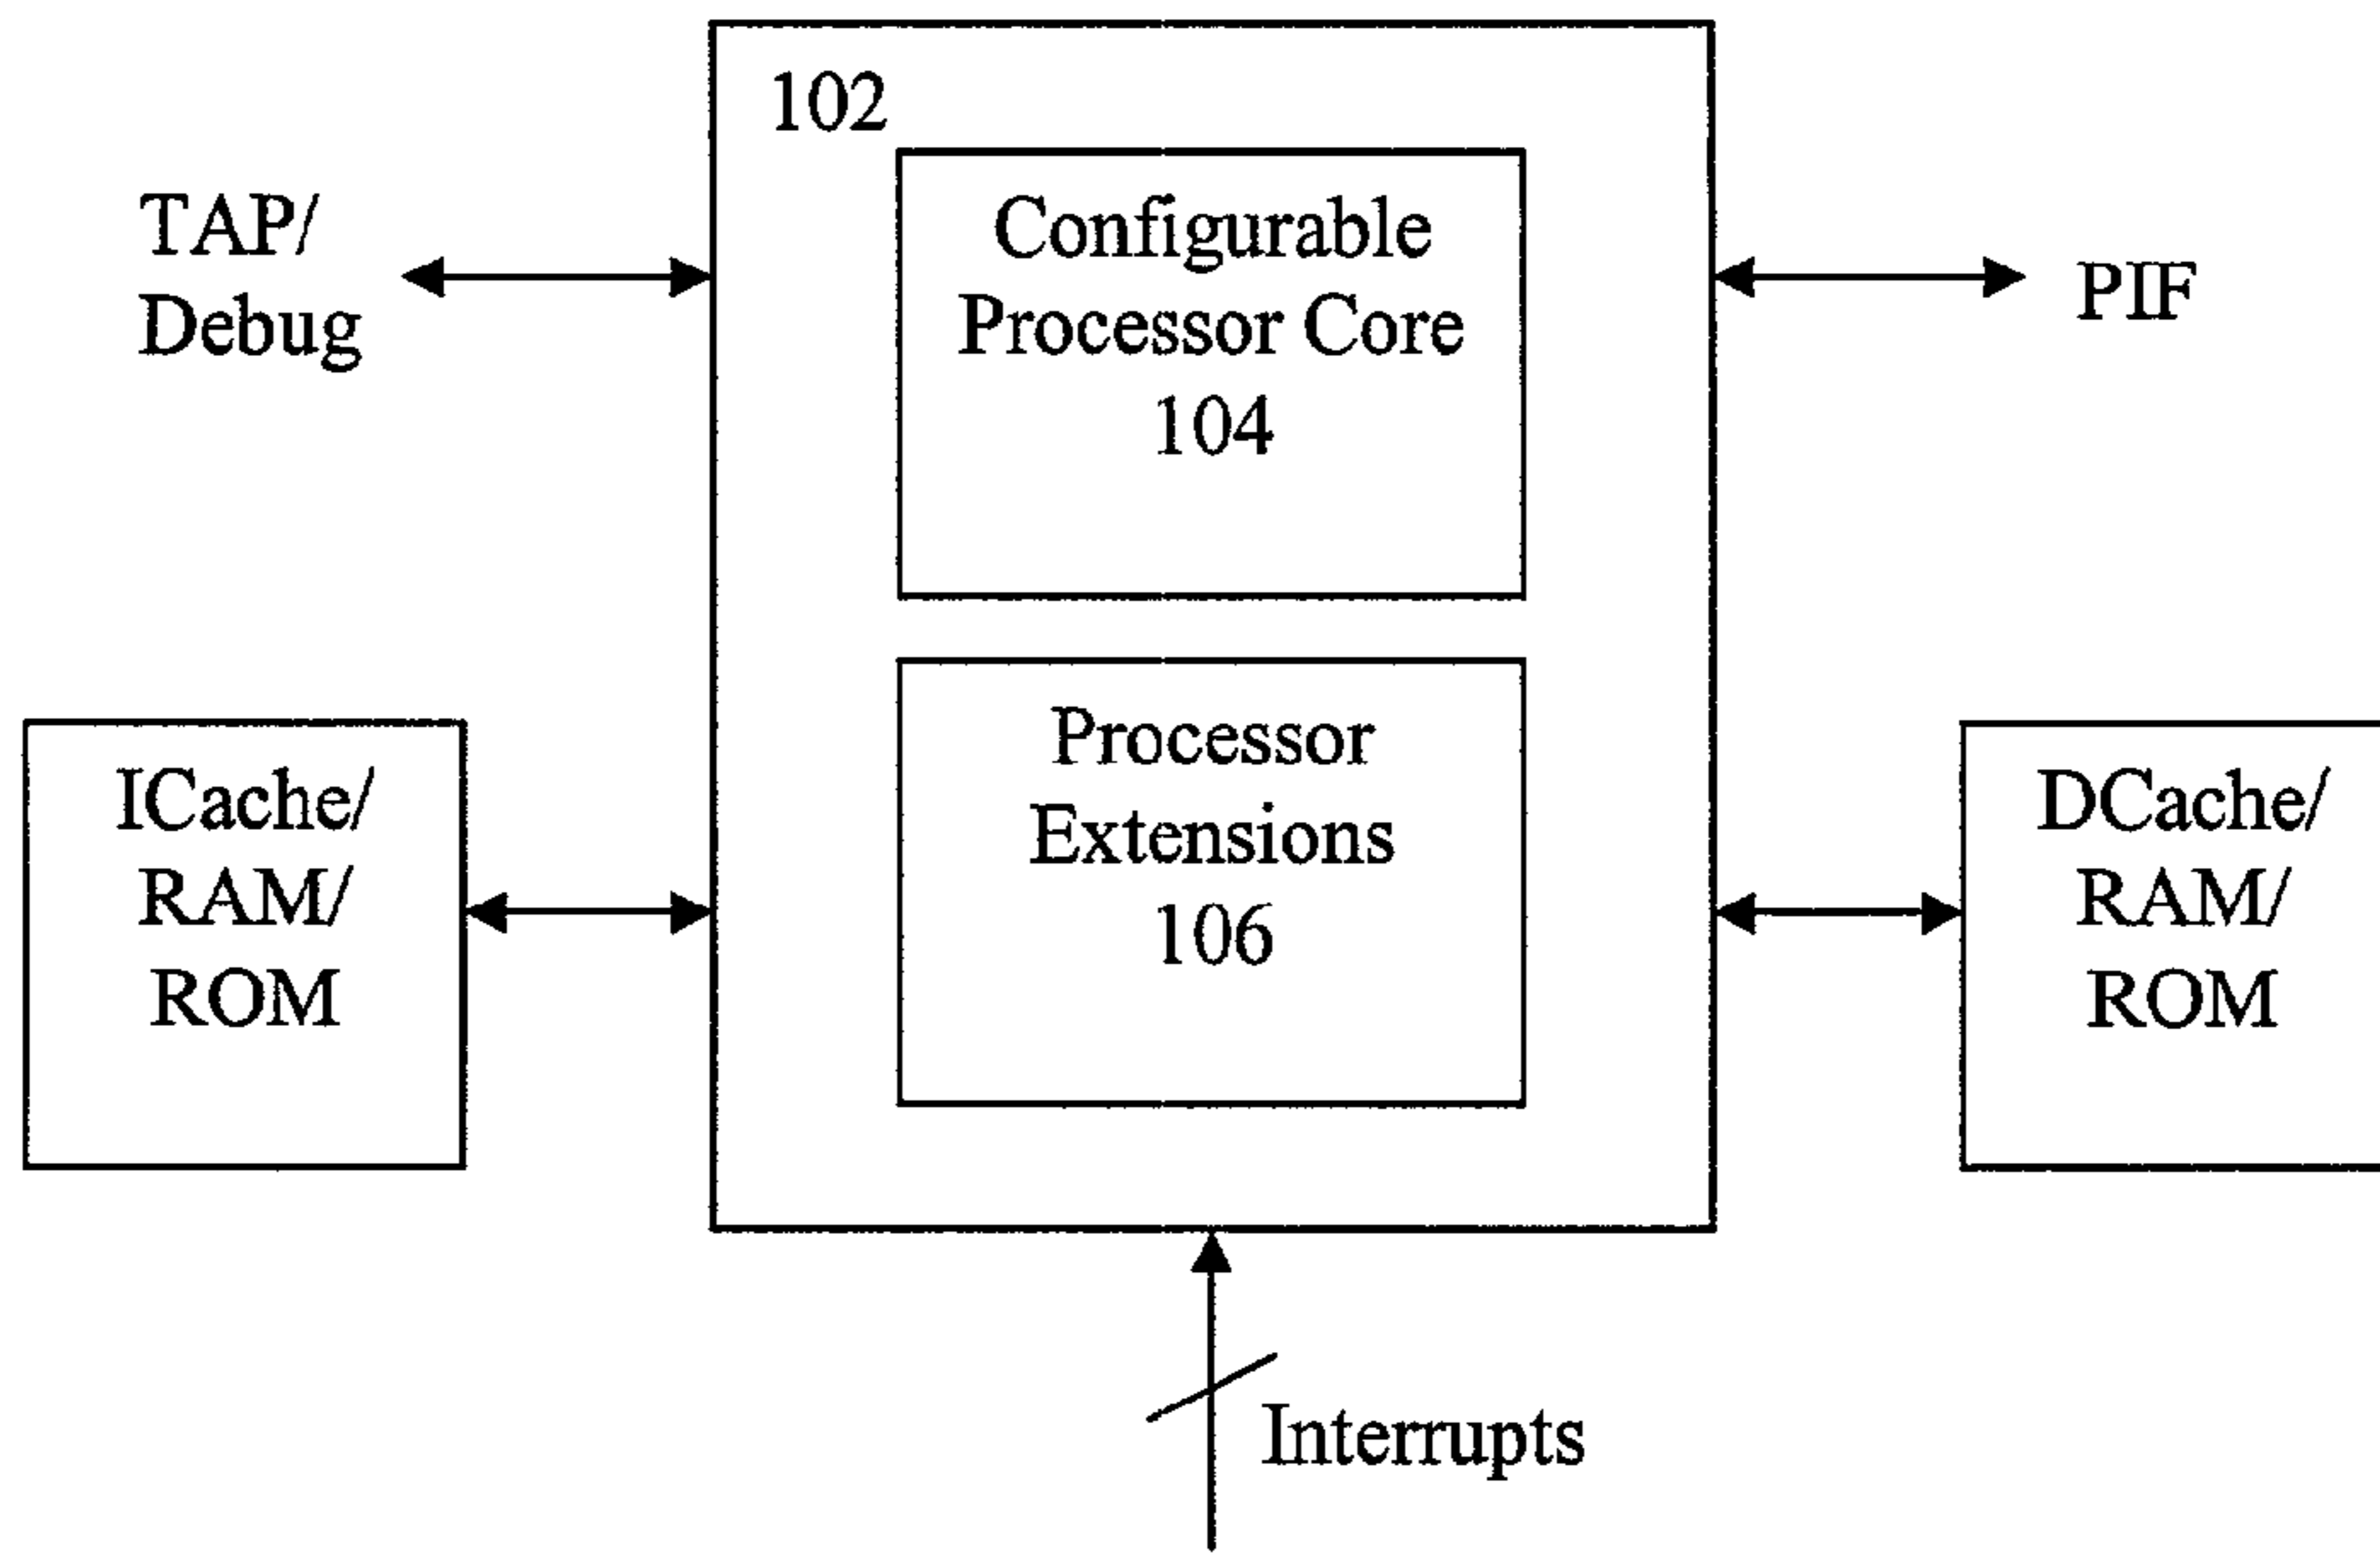 102
Configurable
Processor Core
104
TAP/
Debug
PIF
Processor
Extensions
106
ICache/
RAM/
ROM
DCache/
RAM/
ROM
Interrupts